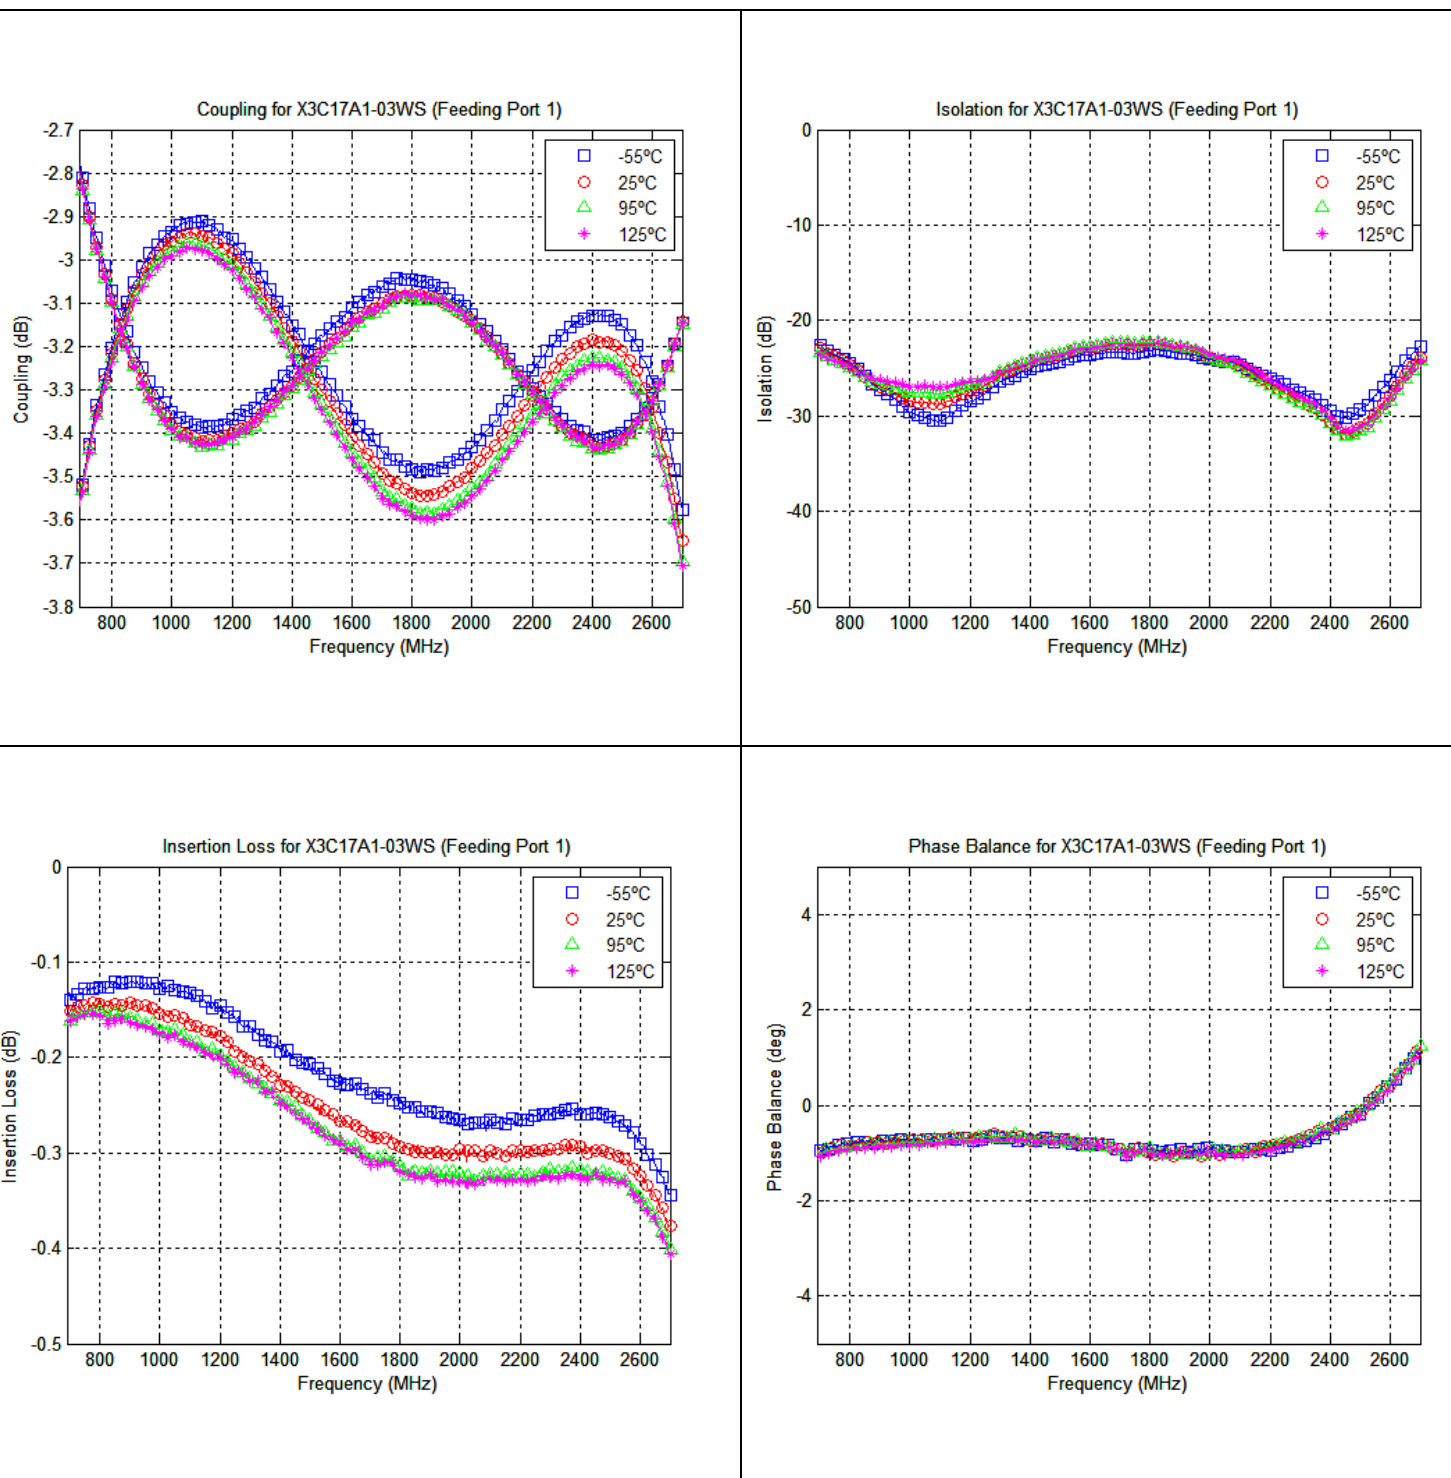 Coupling for X3C17A1-03WS (Feeding Port 1)
-2.7
-2.8
-2.9
-3
-3.1
-3.2
-3.3
-3.4
-3.5
-3.6
-3.7
-3.8
Coupling (dB)
-55ºC
25ºC
95ºC
125ºC
800 1000 1200 1400 1600 1800 2000 2200 2400 2600
Frequency (MHz)
Isolation for X3C17A1-03WS (Feeding Port 1)
0
-10
-20
-30
-40
-50
Isolation (dB)
-55ºC
25ºC
95ºC
125ºC
800 1000 1200 1400 1600 1800 2000 2200 2400 2600
Frequency (MHz)
Insertion Loss for X3C17A1-03WS (Feeding Port 1)
0
-0.1
-0.2
-0.3
-0.4
-0.5
Insertion Loss (dB)
-55ºC
25ºC
95ºC
125ºC
800 1000 1200 1400 1600 1800 2000 2200 2400 2600
Frequency (MHz)
Phase Balance for X3C17A1-03WS (Feeding Port 1)
4
2
0
-2
-4
Phase Balance (deg)
-55ºC
25ºC
95ºC
125ºC
800 1000 1200 1400 1600 1800 2000 2200 2400 2600
Frequency (MHz)